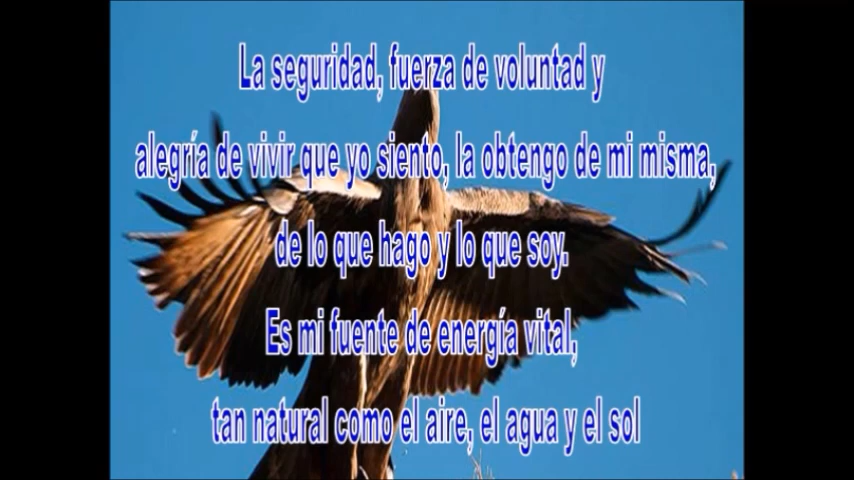 La seguridad, fuerza de voluntad y
alegría de vivir que yo siento, la obtengo de mi misma,
de lo que hago y lo que soy.
Es mi fuente de energía vital,
tan natural como el aire, el agua y el sol